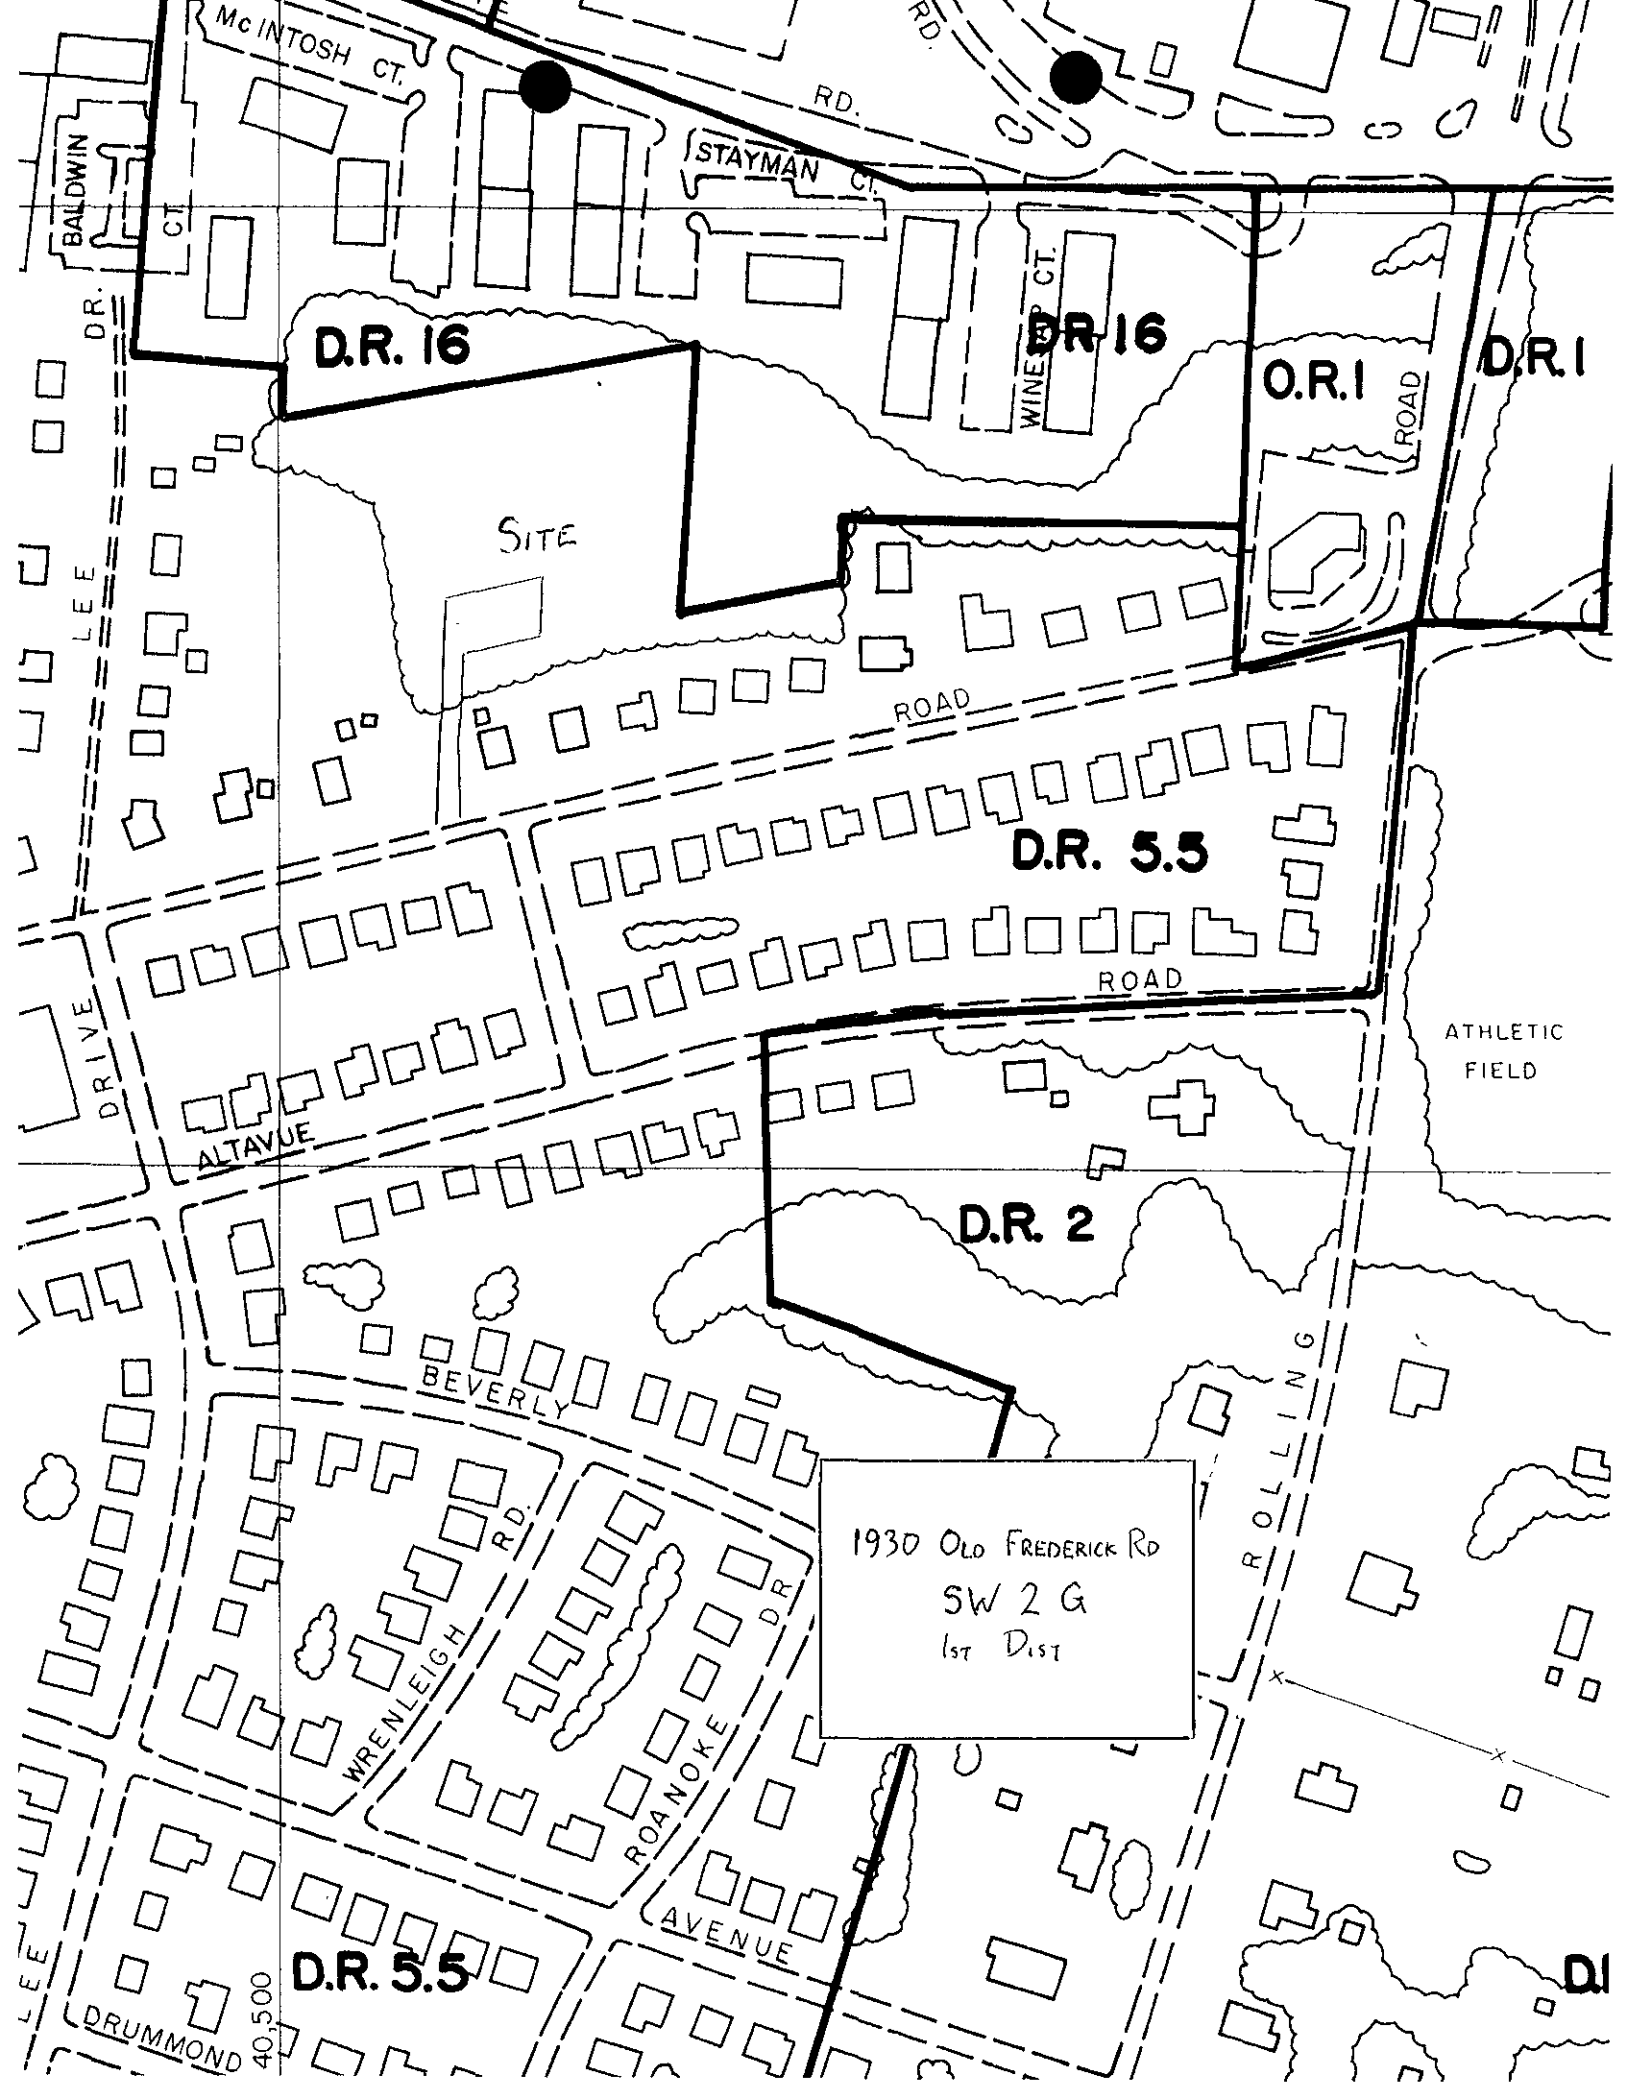 RD.
McINTOSH CT.
RD.
BALDWIN
CT.
STAYMAN CT.
WINESAP CT.
DR.
D.R. 16
DR 16
O.R.1
D.R.1
ROAD
SITE
LEE
ROAD
D.R. 5.5
ROAD
DRIVE
ATHLETIC
FIELD
ALTAVUE
D.R. 2
ROLLING
BEVERLY
RD.
1930 OLD FREDERICK RD
SW 2 G
1ST DIST
DR
WRENLEIGH
ROANOKE
AVENUE
D.R. 5.5
LEE
DRUMMOND
40,500